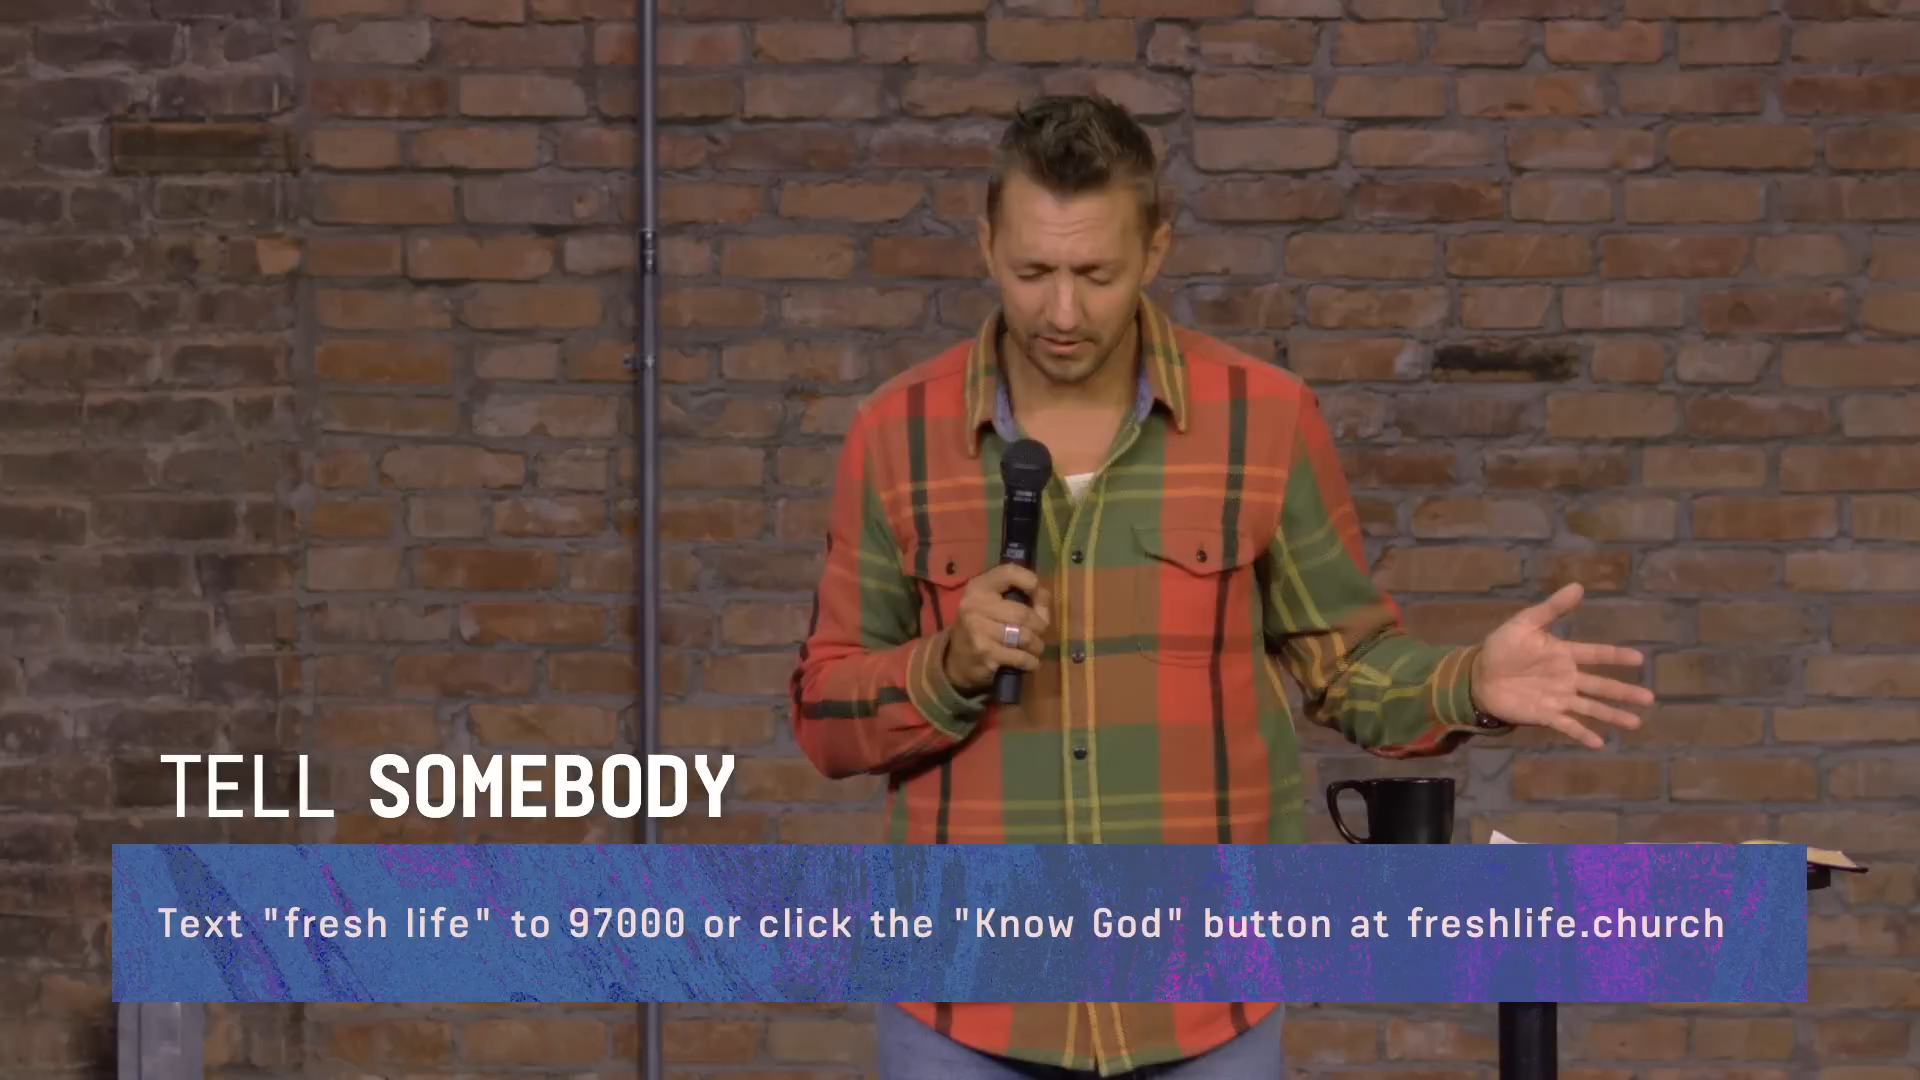 TELL SOMEBODY
Text "fresh life" to 97000 or click the "Know God" button at freshlife.church